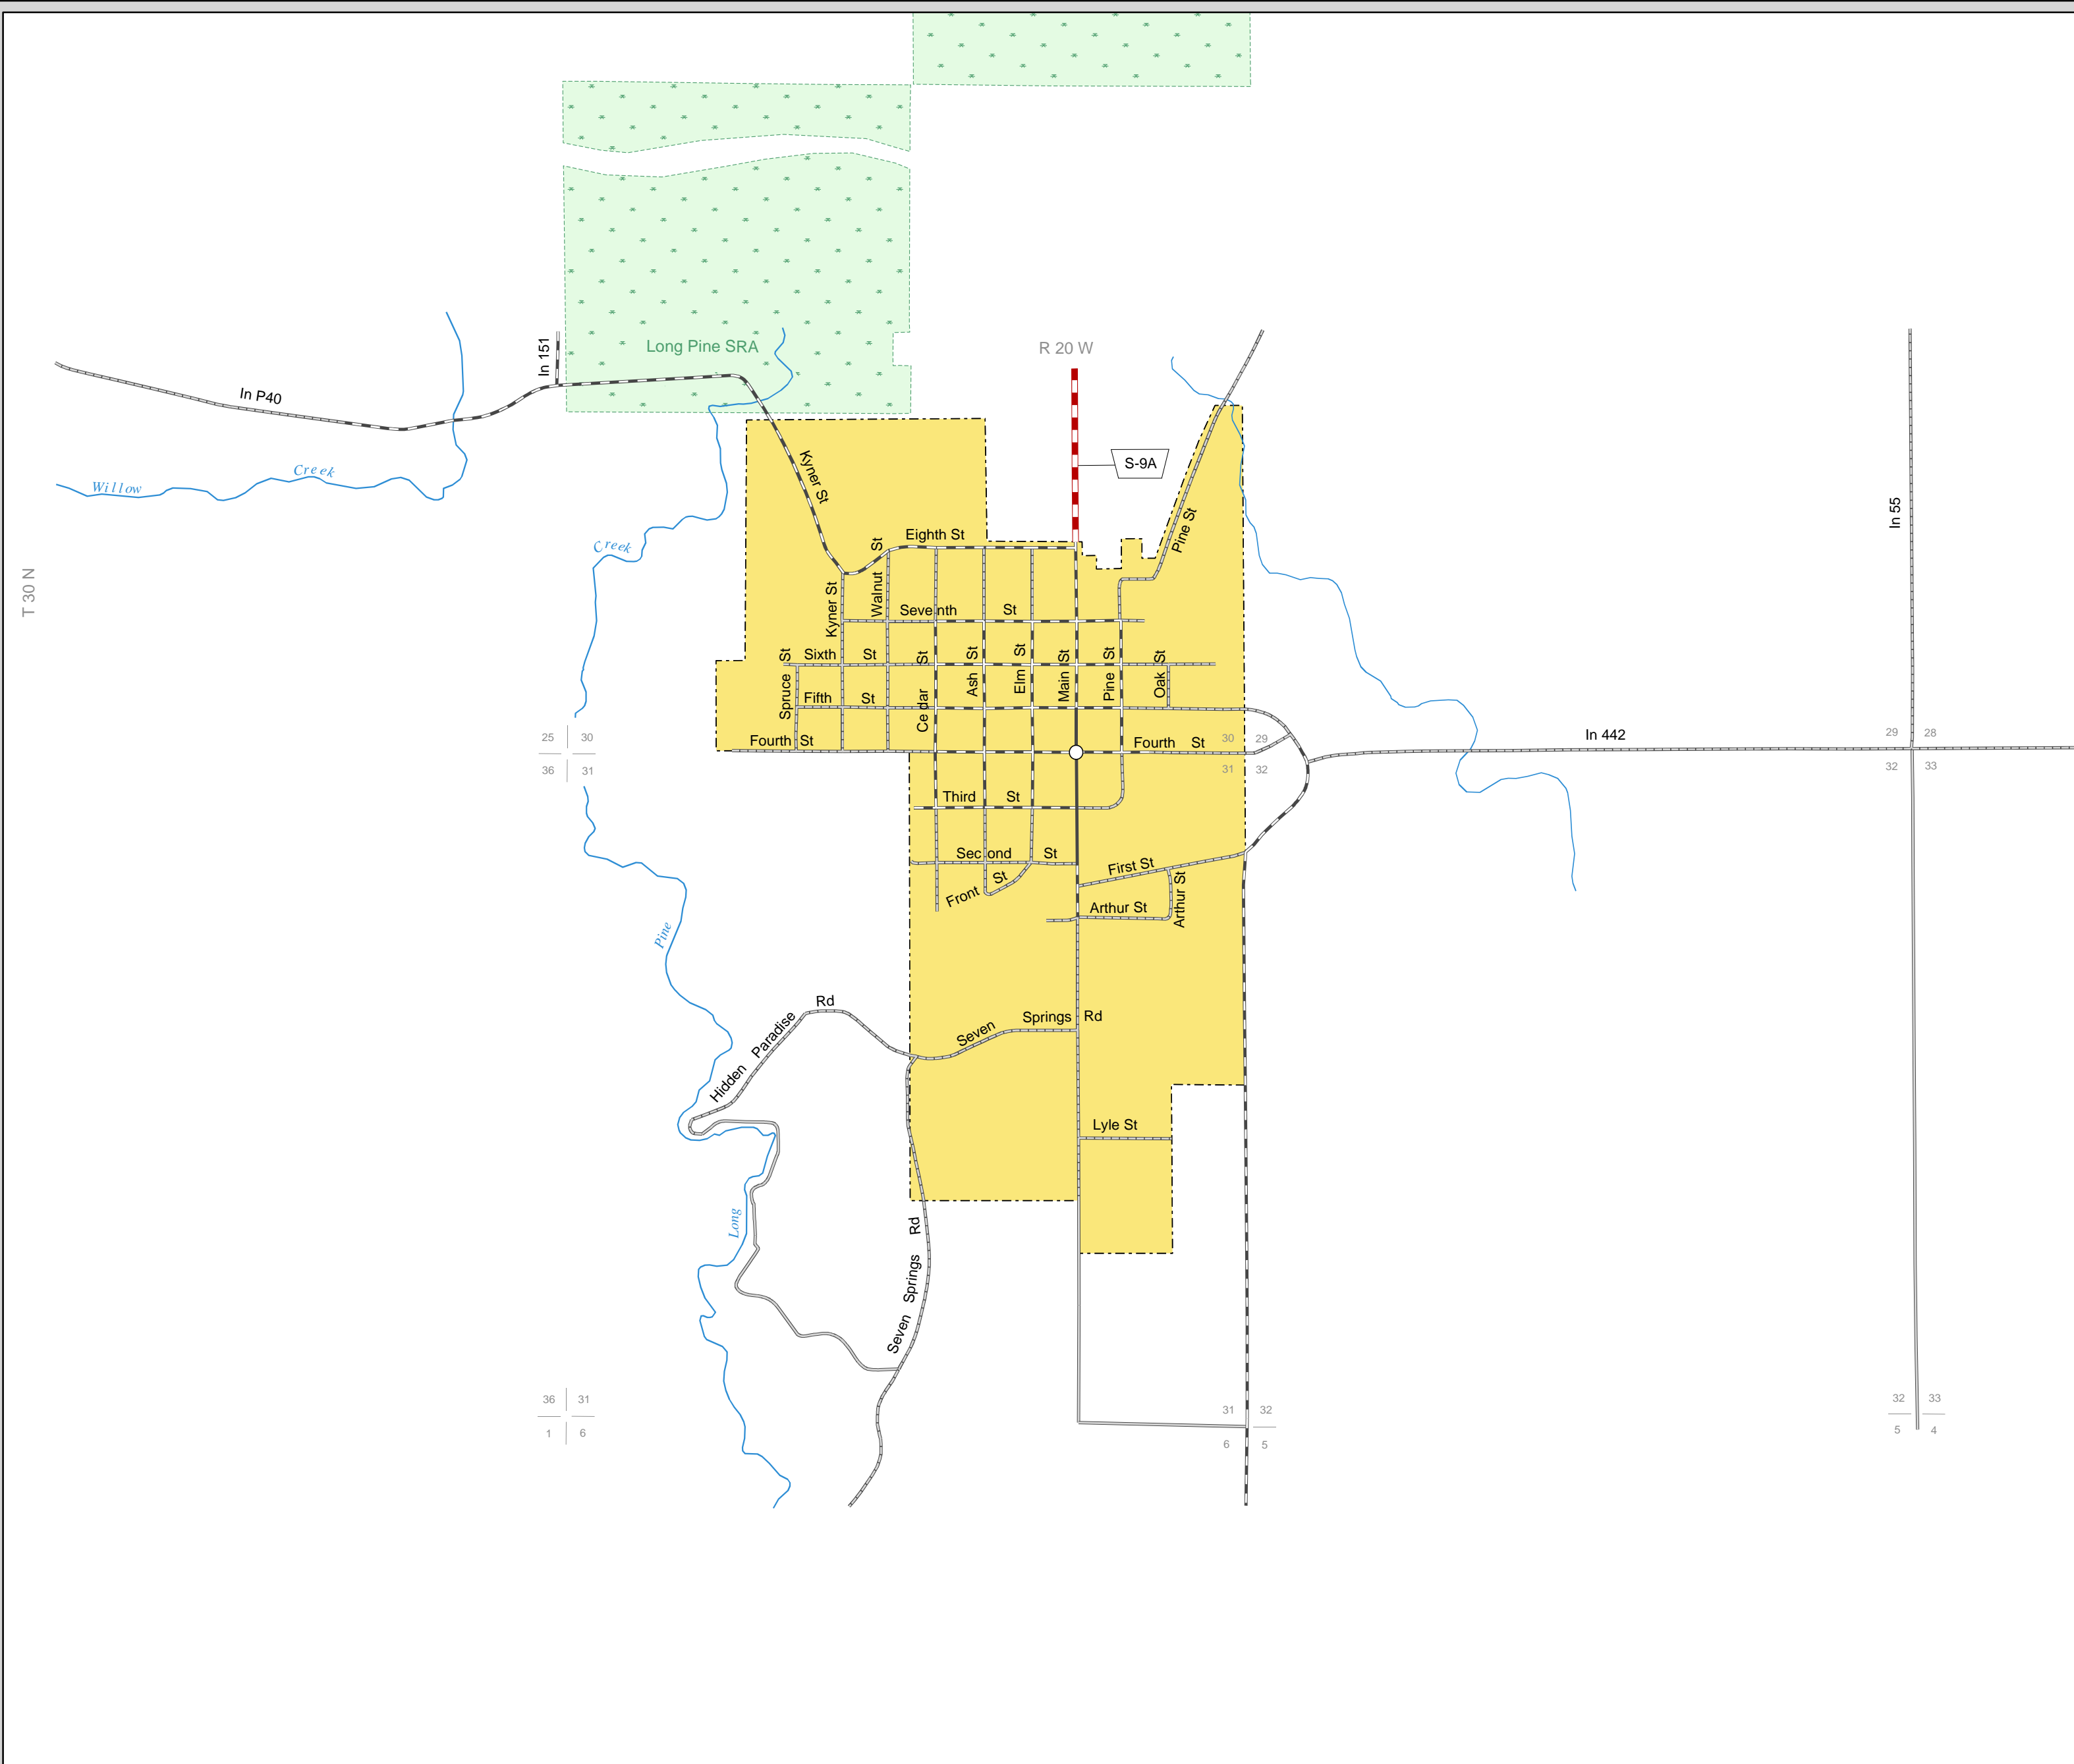 Long Pine SRA
R 20 W
In 151
In P40
S-9A
Creek
Willow
Kyner St
Pine St
In 55
Eighth St
Creek
Walnut St
T 30 N
Kyner St
Seventh St
Spruce St
Sixth St
Cedar St
Ash St
Elm St
Main St
Pine St
Oak St
Fifth St
Fourth St
Fourth St
In 442
25 30
36 31
30 29
31 32
29 28
32 33
Third St
Second St
First St
Front St
Arthur St
Arthur St
Pine
Hidden Paradise Rd
Seven Springs Rd
Lyle St
Long
Seven Springs Rd
36 31
1 6
31 32
6 5
32 33
5 4